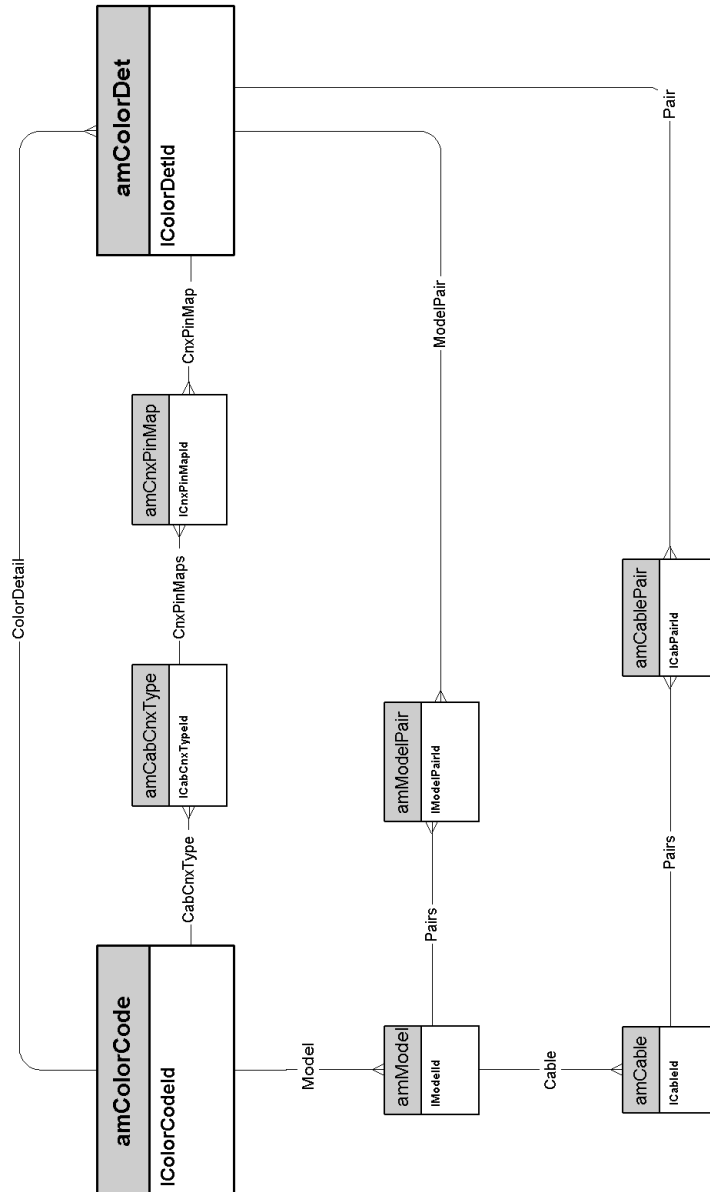 ColorDetail
amColorCode
lColorCodeId
CabCnxType
amCabCnxType
lCabCnxTypeId
CnxPinMaps
amCnxPinMap
lCnxPinMapId
CnxPinMap
amColorDet
lColorDetId
Model
amModel
lModelId
Pairs
amModelPair
lModelPairId
ModelPair
Cable
amCable
lCableId
Pairs
amCablePair
lCabPairId
Pair